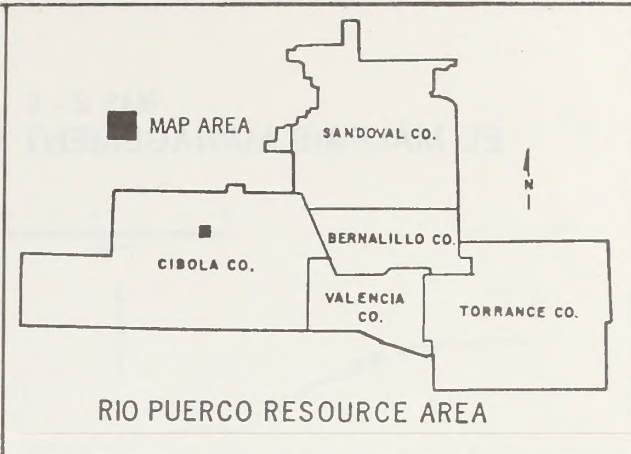 MAP AREA
SANDOVAL CO.
N
BERNALILLO CO.
CIBOLA CO.
VALENCIA
CO.
TORRANCE CO.
RIO PUERCO RESOURCE AREA